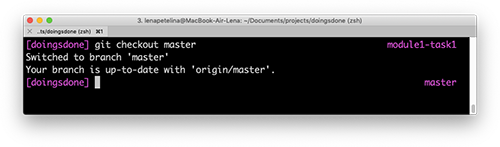 3. lenapetelina@MacBook-Air-Lena: ~/Documents/projects/doingsdone (zsh)
× ..ts/doingsdone (zsh) ⌘1
[doingsdone] git checkout master module1-task1
Switched to branch 'master'
Your branch is up-to-date with 'origin/master'.
[doingsdone] master